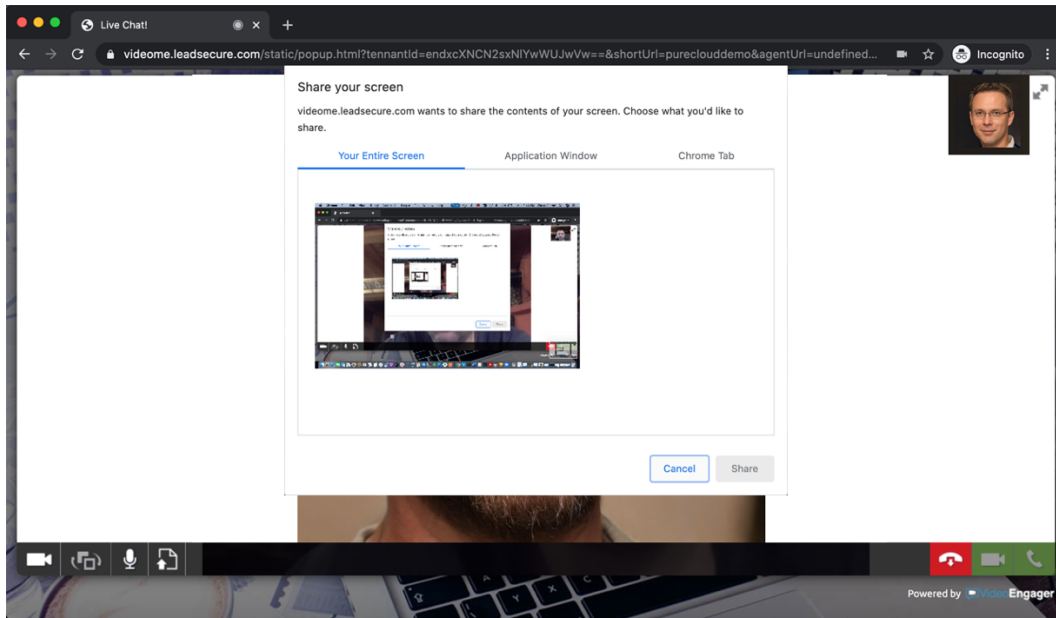 Live Chat!
videome.leadsecure.com/static/popup.html?tennantId=endxcXNCN2sxNlYwWUJwVw==&shortUrl=pureclouddemo&agentUrl=undefined...
Incognito
Share your screen
videome.leadsecure.com wants to share the contents of your screen. Choose what you'd like to
share.
Your Entire Screen
Application Window
Chrome Tab
Cancel
Share
Powered by VideoEngager